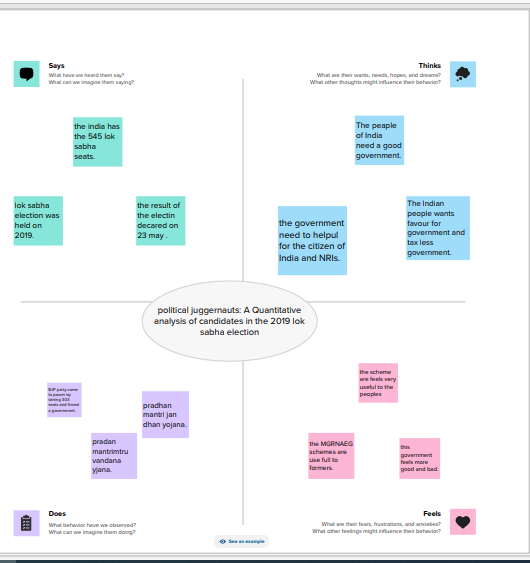 Says
What have we heard them say?
What can we imagine them saying?
Thinks
What are their wants, needs, hopes, and dreams?
What other thoughts might influence their behavior?
the india has
the 545 lok
sabha
seats.
lok sabha
election was
held on
2019.
the result of
the electin
decared on
23 may .
The peaple
of India
need a good
government.
the government
need to helpul
for the citizen of
India and NRIs.
The Indian
people wants
favour for
government and
tax less
government.
political juggernauts: A Quantitative
analysis of candidates in the 2019 lok
sabha election
BJP party came
to power by
wining 303
seats and frined
a government
pradhan
mantri jan
dhan yojana.
pradan
mantrimtru
vandana
yjana.
the scheme
are feels very
useful to the
peoples
the MGRNAEG
schemes are
use full to
formers.
this
government
feels more
good and bad.
Does
What behavior have we observed?
What can we imagine them doing?
Feels
What are their fears, frustrations, and anxieties?
What other feelings might influence their behavior?
See an example